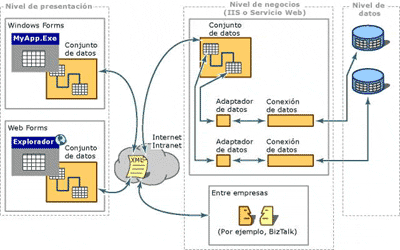 Nivel de presentación
Windows Forms
MyApp.Exe
Conjunto
de datos
Web Forms
Explorador
Conjunto
de datos
Internet
Intranet
XML
Nivel de negocios
(IIS o Servicio Web)
Conjunto
de datos
Adaptador
de datos
Conexión
de datos
Adaptador
de datos
Conexión
de datos
Entre empresas
(Por ejemplo, BizTalk)
Nivel de
datos